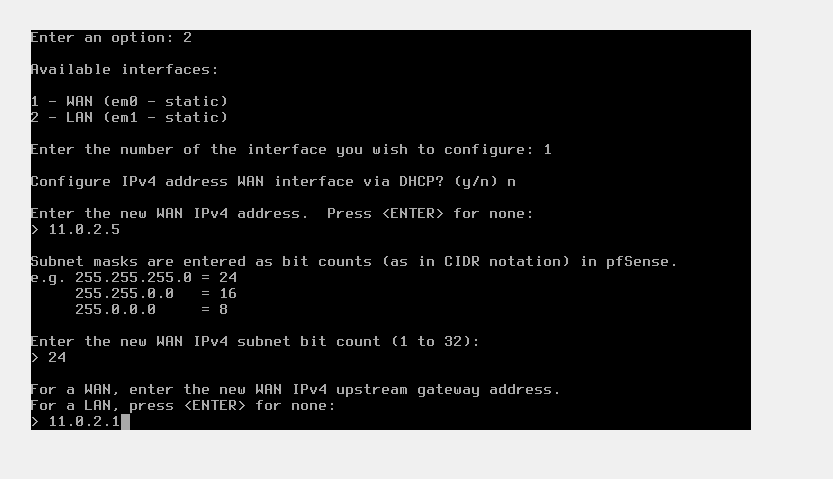 Enter an option: 2
Available interfaces:
1 - WAN (em0 - static)
2 - LAN (em1 - static)
Enter the number of the interface you wish to configure: 1
Configure IPv4 address WAN interface via DHCP? (y/n) n
Enter the new WAN IPv4 address.  Press <ENTER> for none:
> 11.0.2.5
Subnet masks are entered as bit counts (as in CIDR notation) in pfSense.
e.g. 255.255.255.0 = 24
     255.255.0.0   = 16
     255.0.0.0     = 8
Enter the new WAN IPv4 subnet bit count (1 to 32):
> 24
For a WAN, enter the new WAN IPv4 upstream gateway address.
For a LAN, press <ENTER> for none:
> 11.0.2.1